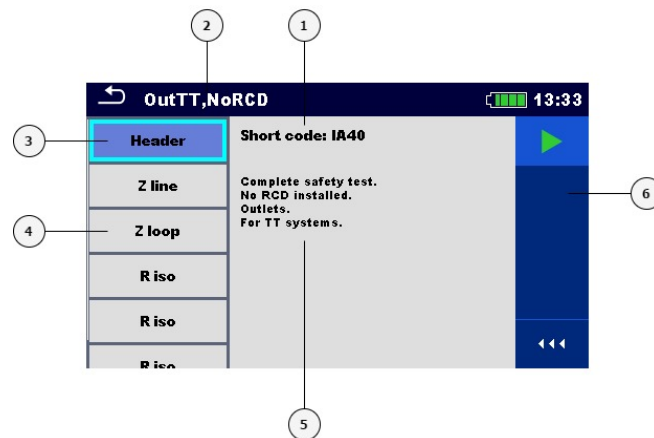 2
1
OutTT,NoRCD
13:33
3
Header
Short code: IA40
Z line
Complete safety test.
No RCD installed.
Outlets.
For TT systems.
6
4
Z loop
R iso
R iso
R iso
5